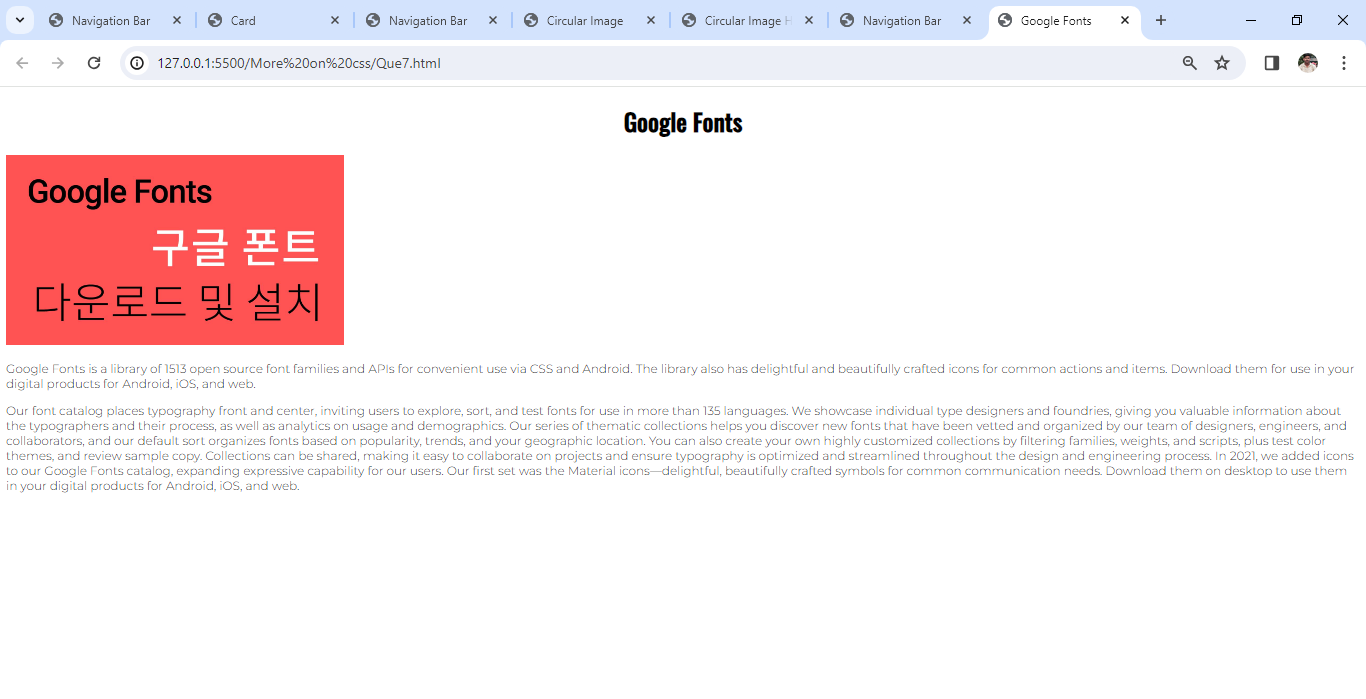 Navigation Bar
Card
Navigation Bar
Circular Image
Circular Image H
Navigation Bar
Google Fonts
127.0.0.1:5500/More%20on%20css/Que7.html
Google Fonts
Google Fonts
구글 폰트
다운로드 및 설치
Google Fonts is a library of 1513 open source font families and APIs for convenient use via CSS and Android. The library also has delightful and beautifully crafted icons for common actions and items. Download them for use in your
digital products for Android, iOS, and web.
Our font catalog places typography front and center, inviting users to explore, sort, and test fonts for use in more than 135 languages. We showcase individual type designers and foundries, giving you valuable information about
the typographers and their process, as well as analytics on usage and demographics. Our series of thematic collections helps you discover new fonts that have been vetted and organized by our team of designers, engineers, and
collaborators, and our default sort organizes fonts based on popularity, trends, and your geographic location. You can also create your own highly customized collections by filtering families, weights, and scripts, plus test color
themes, and review sample copy. Collections can be shared, making it easy to collaborate on projects and ensure typography is optimized and streamlined throughout the design and engineering process. In 2021, we added icons
to our Google Fonts catalog, expanding expressive capability for our users. Our first set was the Material icons—delightful, beautifully crafted symbols for common communication needs. Download them on desktop to use them
in your digital products for Android, iOS, and web.